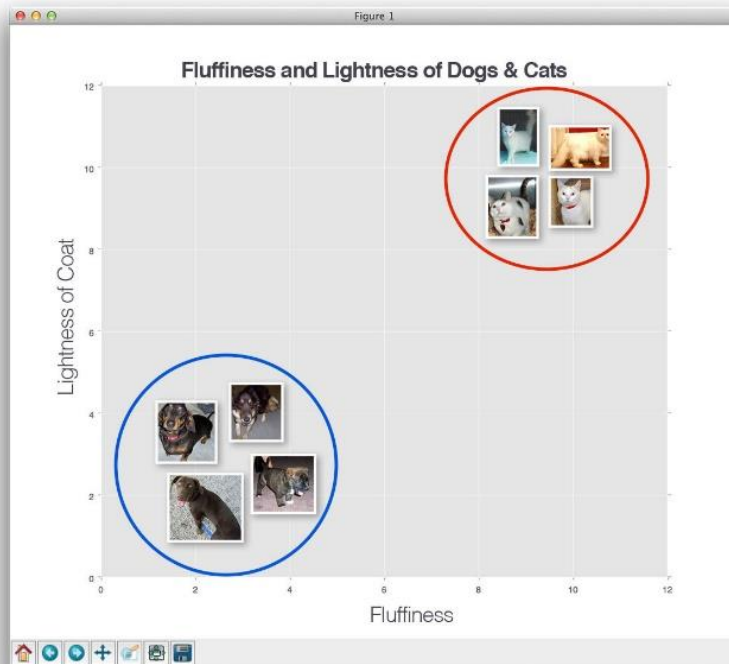 Figure 1
Fluffiness and Lightness of Dogs & Cats
12
10
8
6
4
2
0
Lightness of Coat
0 2 4 6 8 10 12
Fluffiness